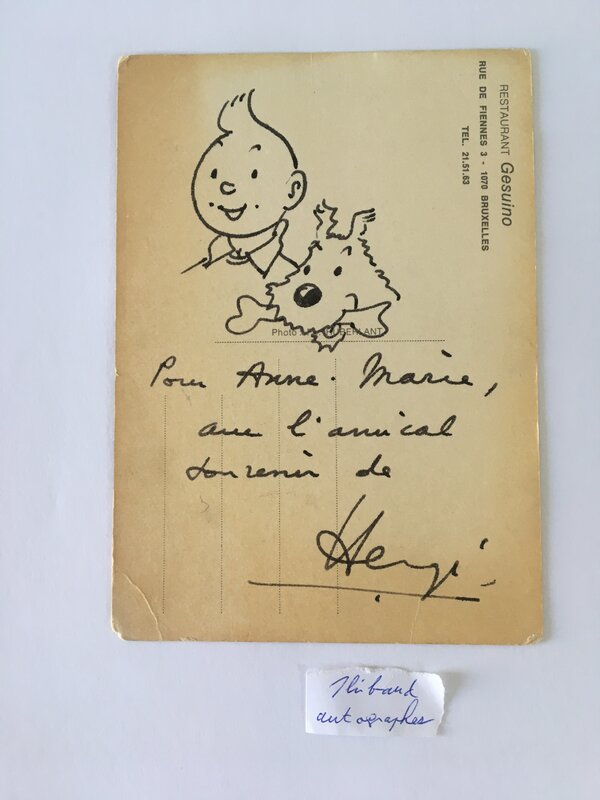 RESTAURANT Gesuino
RUE DE FIENNES 3 - 1070 BRUXELLES
TEL. 21.51.63
Photo
Pour Anne-Marie,
avec l'amical
souvenir de
Hergé
Thibaud
autographes